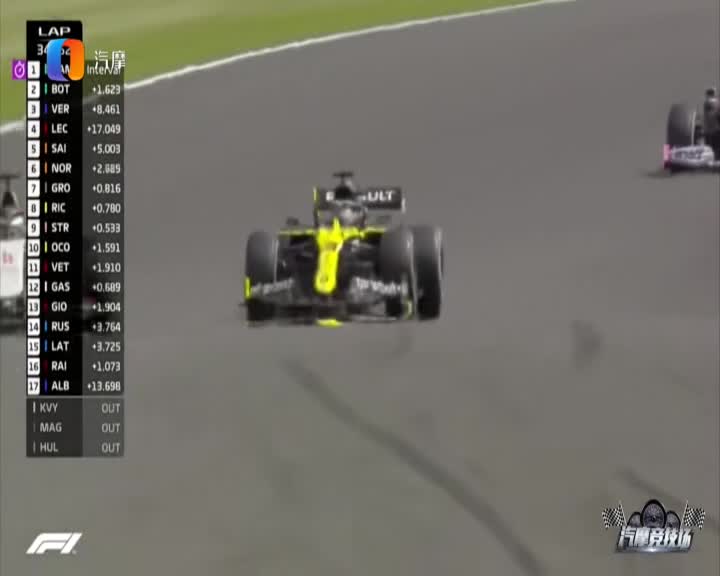 LAP
汽摩
1 Interval
2 BOT +1.623
3 VER +8.461
4 LEC +17.049
5 SAI +5.003
6 NOR +2.685
7 GRO +0.816
8 RIC +0.780
9 STR +0.533
10 OCO +1.591
11 VET +1.910
12 GAS +0.689
13 GIO +1.904
14 RUS +3.764
15 LAT +3.725
16 RAI +1.073
17 ALB +13.698
KVY OUT
MAG OUT
HUL OUT
F1
汽摩竞技场